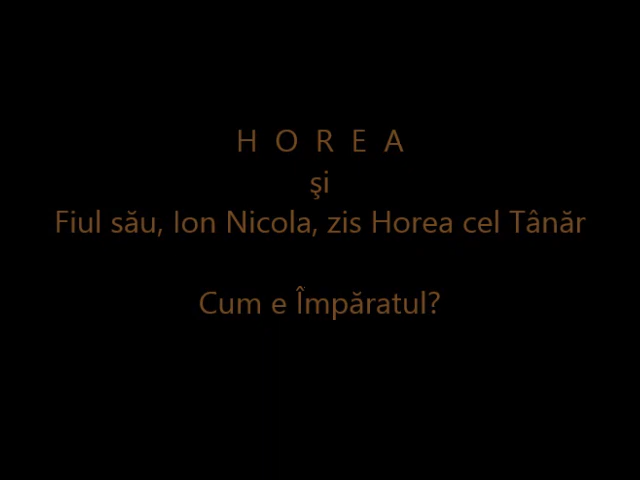 H O R E A
şi
Fiul său, Ion Nicola, zis Horea cel Tânăr
Cum e Împăratul?